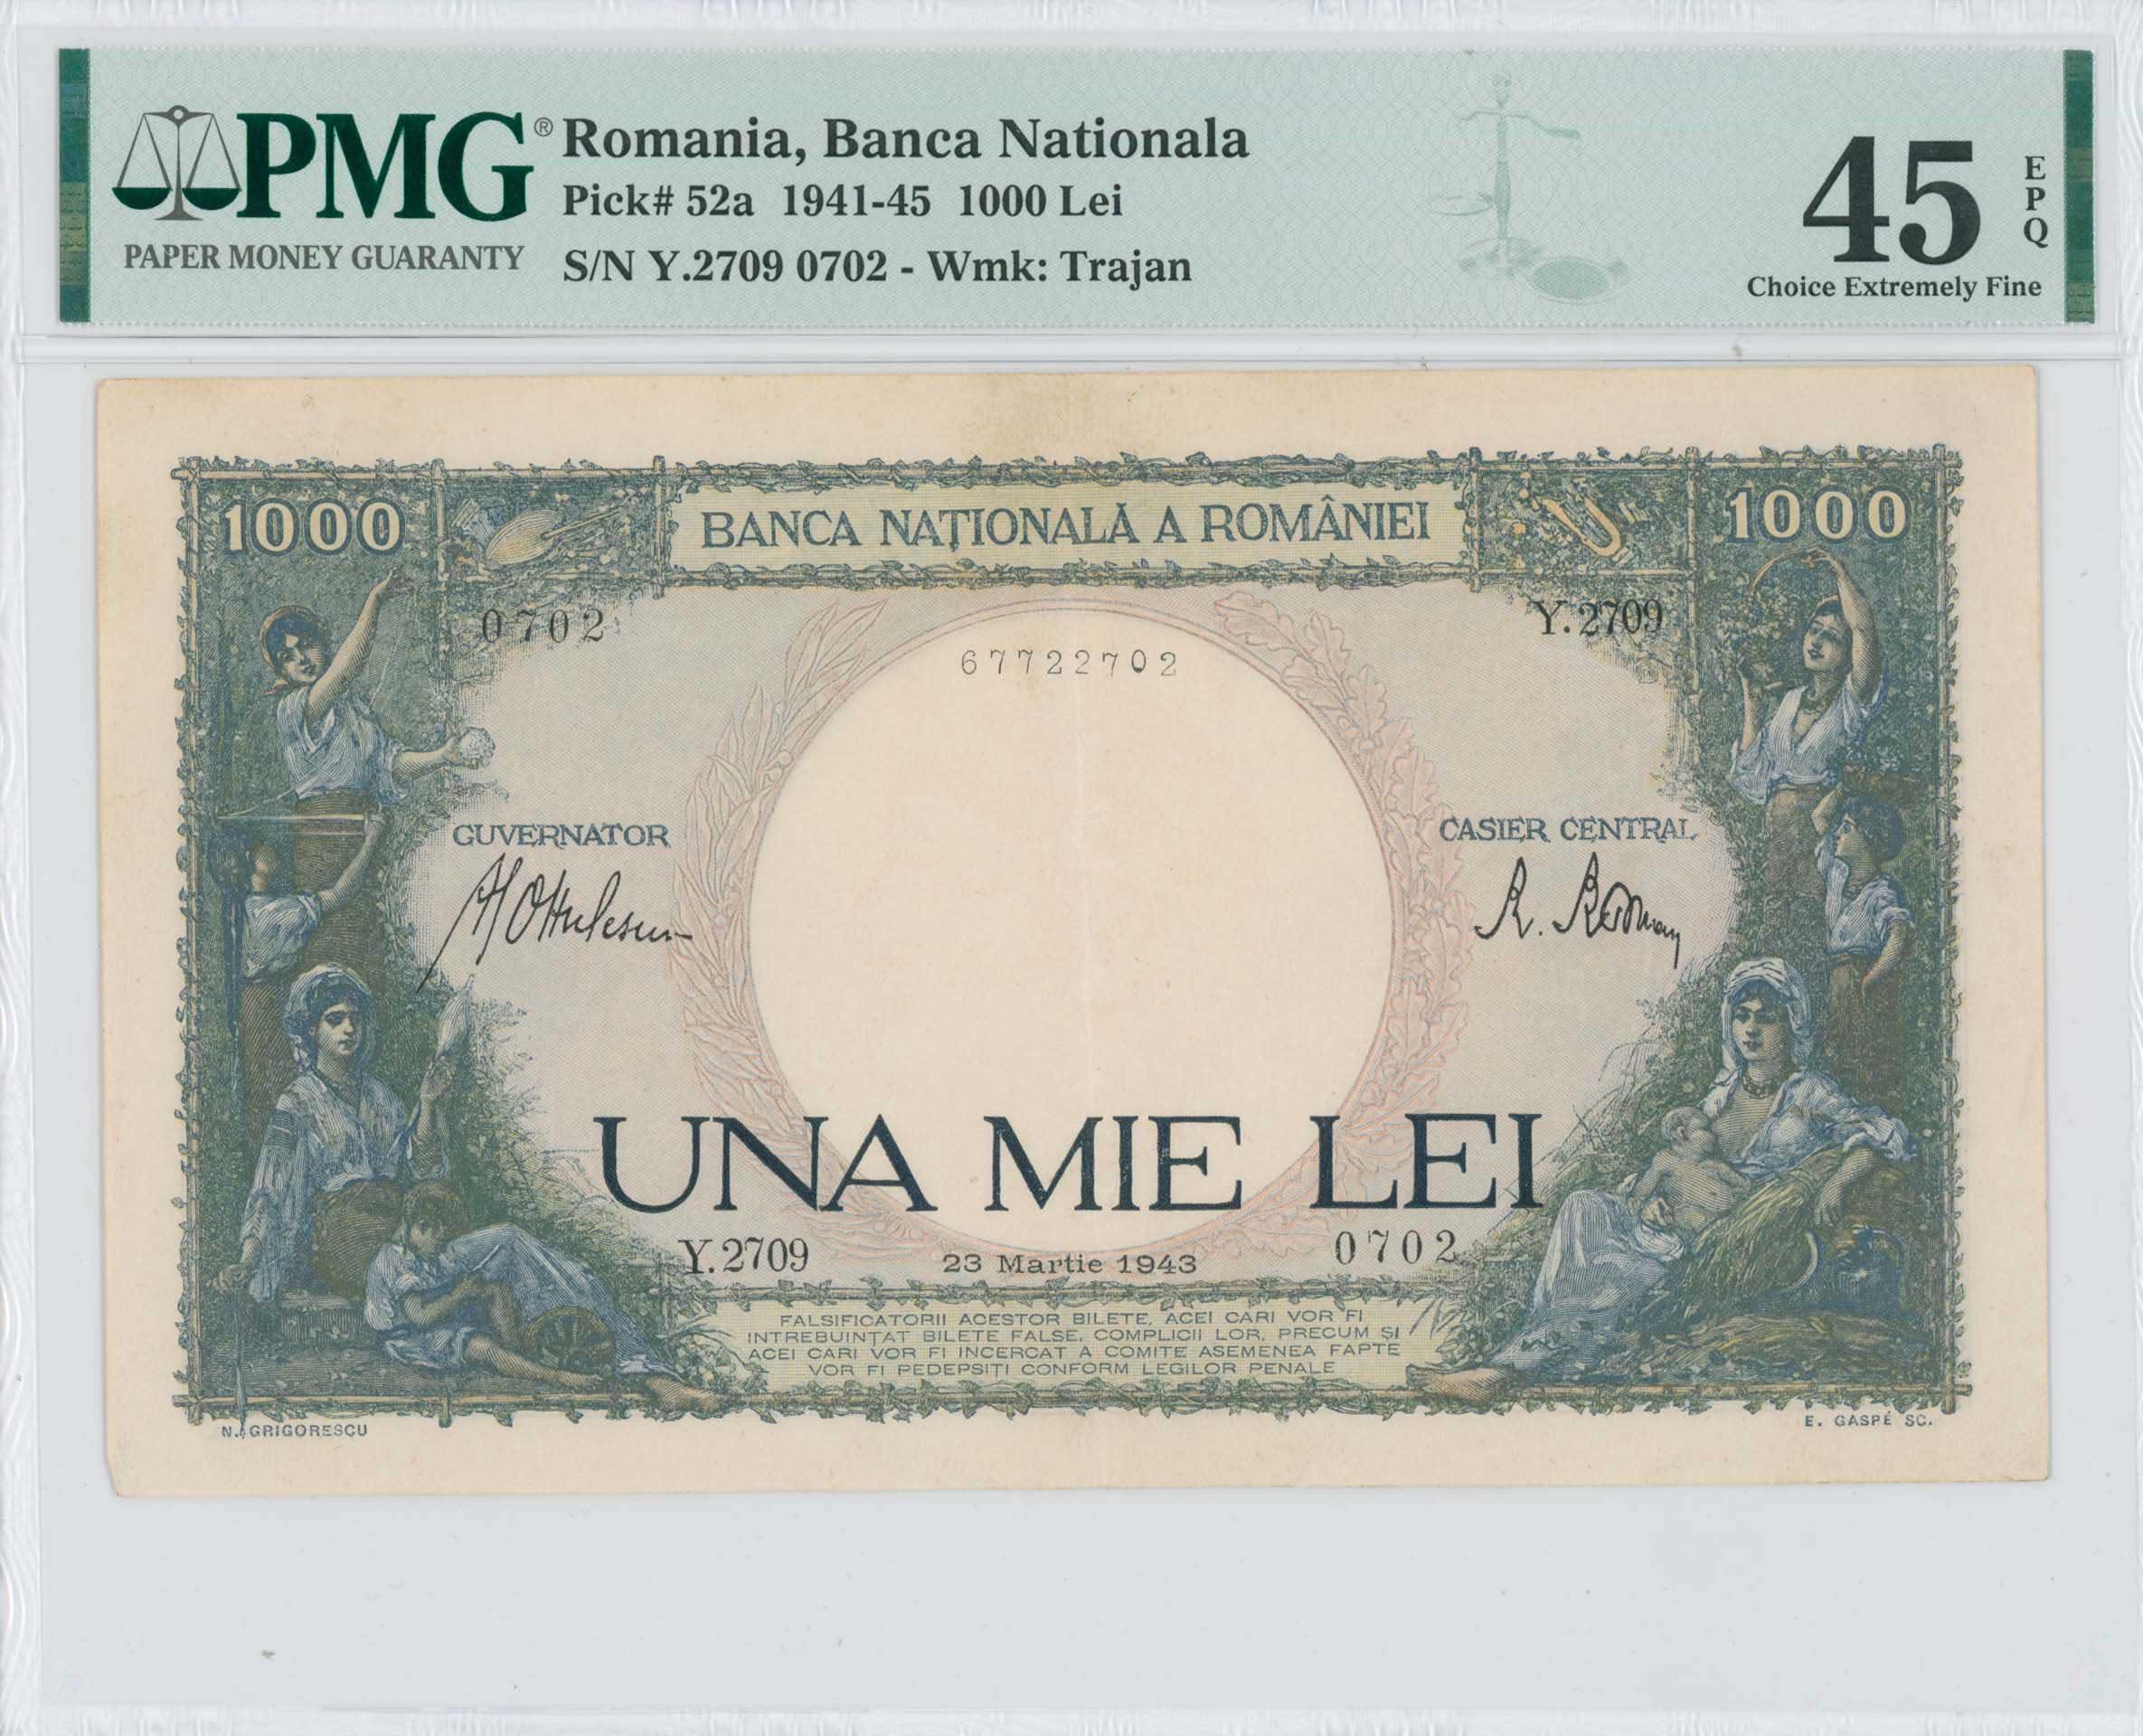 PMG®
PAPER MONEY GUARANTY
Romania, Banca Nationala
Pick# 52a 1941-45 1000 Lei
S/N Y.2709 0702 - Wmk: Trajan
45 EPQ
Choice Extremely Fine
1000 BANCA NAȚIONALĂ A ROMÂNIEI 1000
0702 Y.2709
67722702
GUVERNATOR CASIER CENTRAL
UNA MIE LEI
Y.2709 23 Martie 1943 0702
FALSIFICATORII ACESTOR BILETE, ACEI CARI VOR FI
INTREBUINȚAT BILETE FALSE, COMPLICII LOR, PRECUM ȘI
ACEI CARI VOR FI INCERCAT A COMITE ASEMENEA FAPTE
VOR FI PEDEPSIȚI CONFORM LEGILOR PENALE
N. GRIGORESCU E. GASPÉ SC.